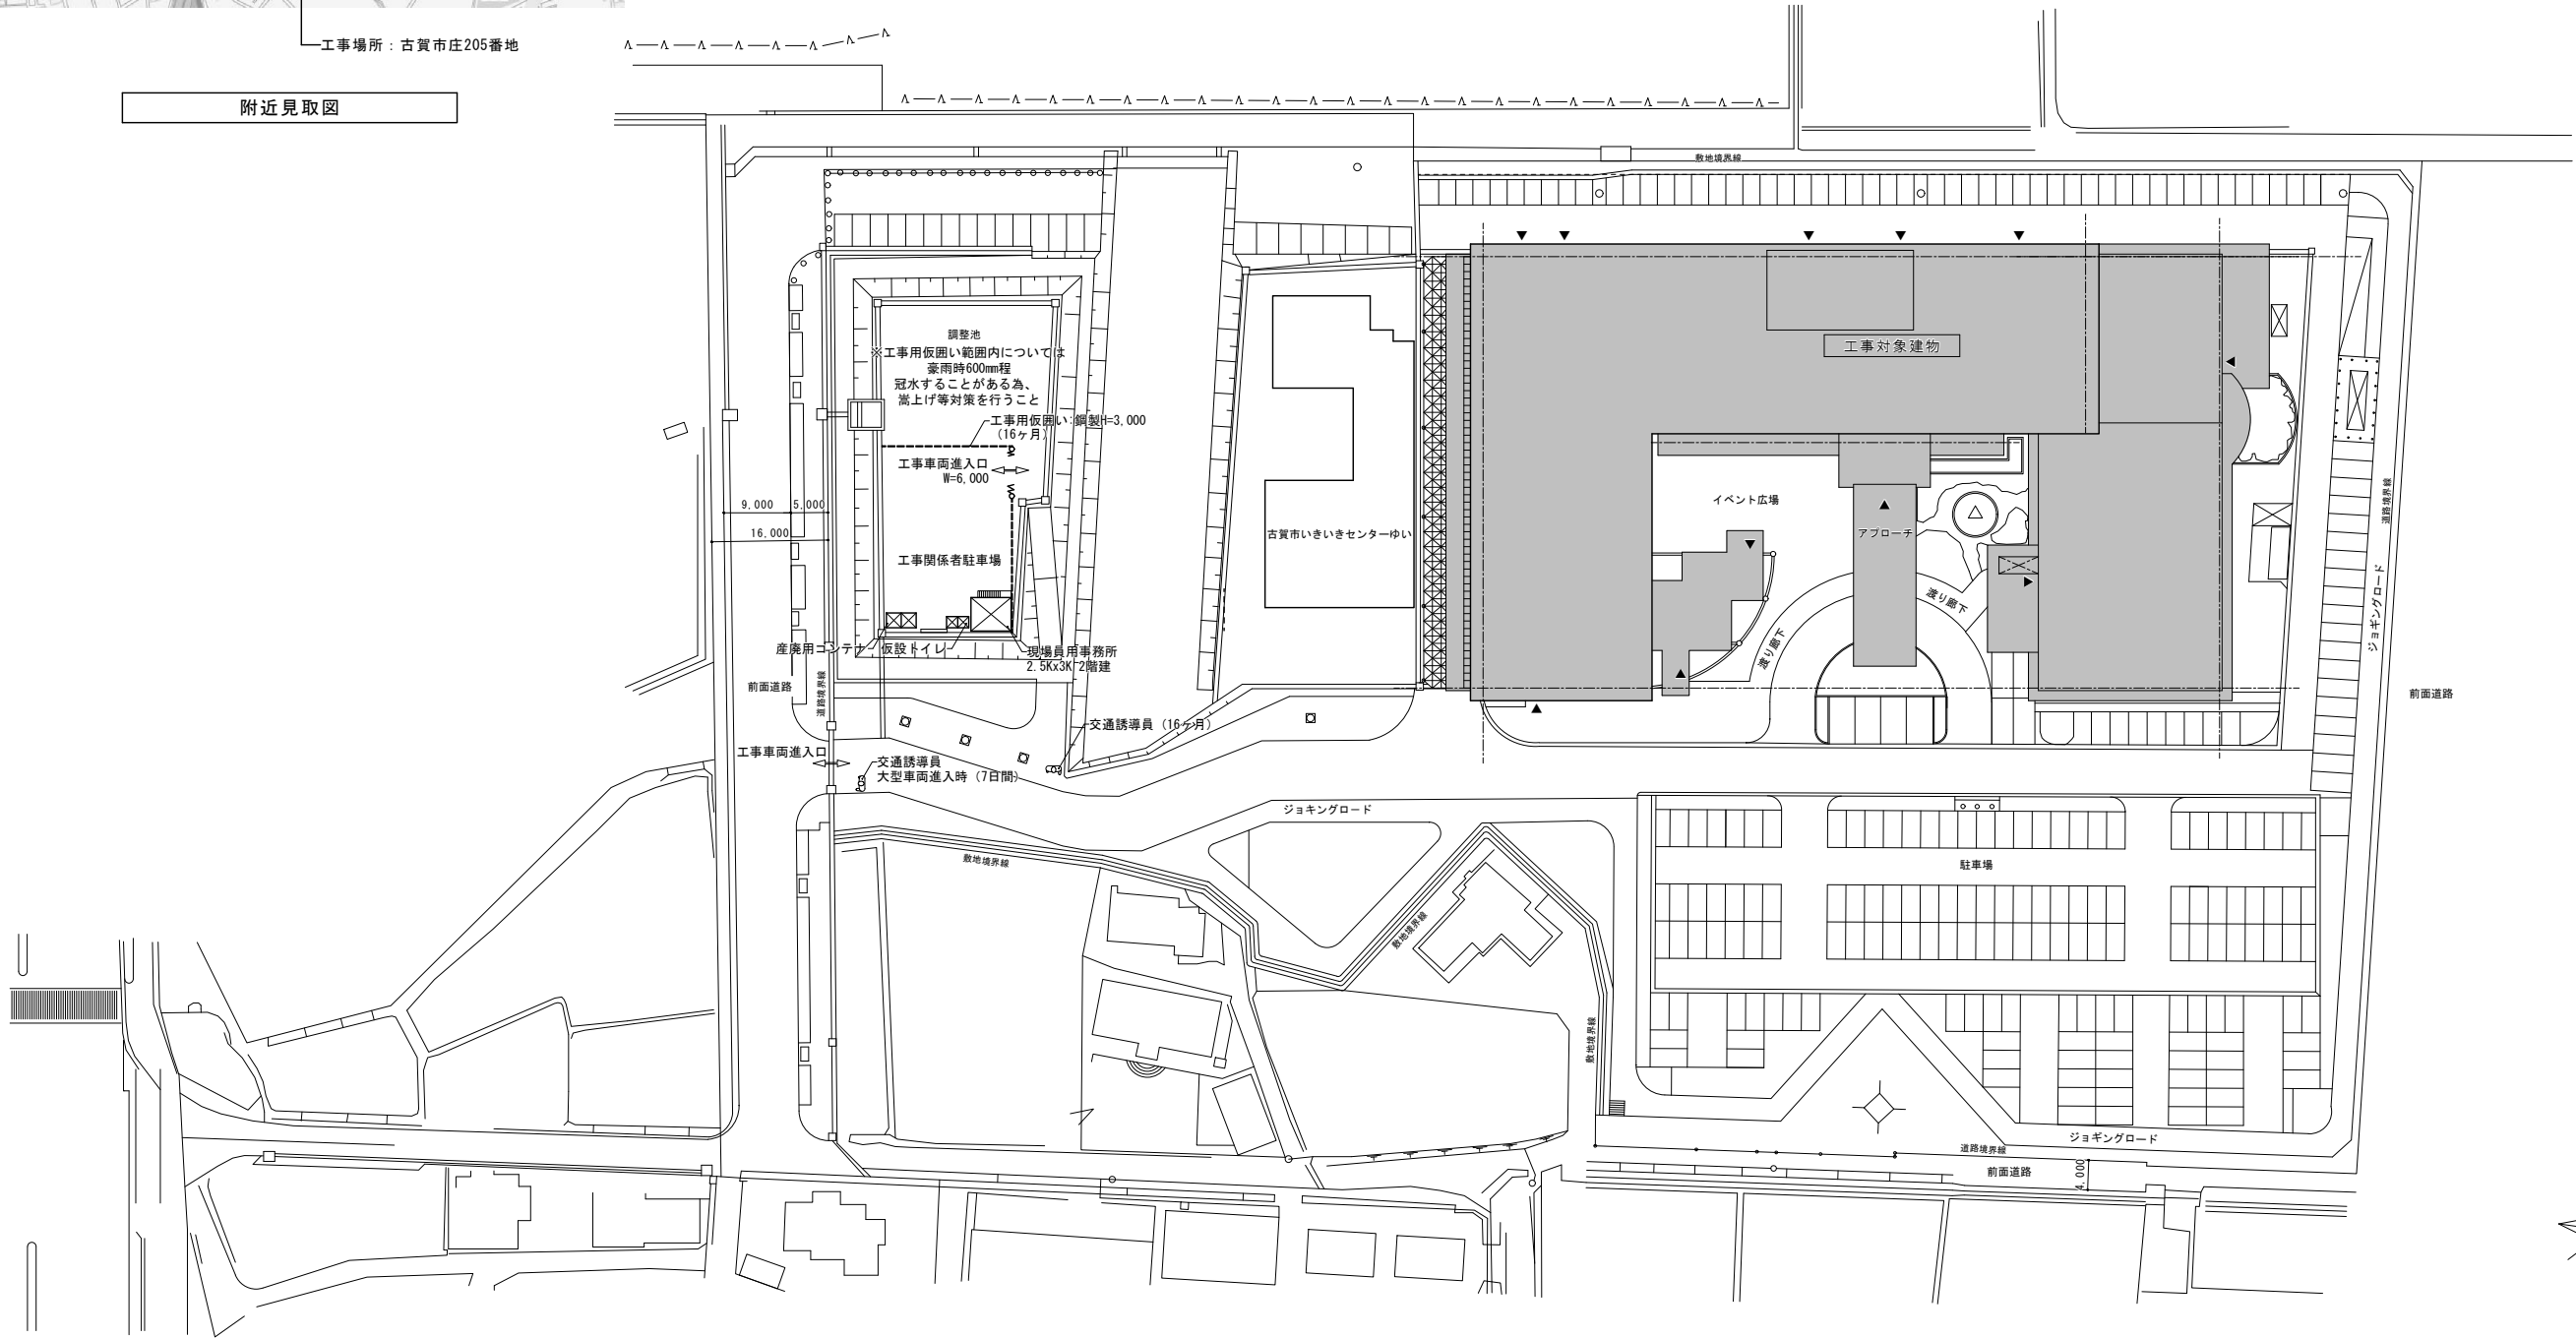 工事場所：古賀市庄205番地
附近見取図
敷地境界線
調整池
※工事用仮囲い範囲内については
豪雨時600mm程
冠水することがある為、
嵩上げ等対策を行うこと
工事用仮囲い：鋼製H=3,000
（16ヶ月）
工事車両進入口
W=6,000
9,000
5,000
16,000
工事関係者駐車場
産廃用コンテナ
仮設トイレ
現場員用事務所
2.5Kx3K 2階建
前面道路
道路境界線
工事車両進入口
交通誘導員
大型車両進入時（7日間）
交通誘導員（16ヶ月）
古賀市いきいきセンターゆい
工事対象建物
イベント広場
アプローチ
渡り廊下
渡り廊下
道路境界線
ジョギングロード
前面道路
ジョキングロード
敷地境界線
敷地境界線
敷地境界線
駐車場
ジョギングロード
道路境界線
前面道路
4,000